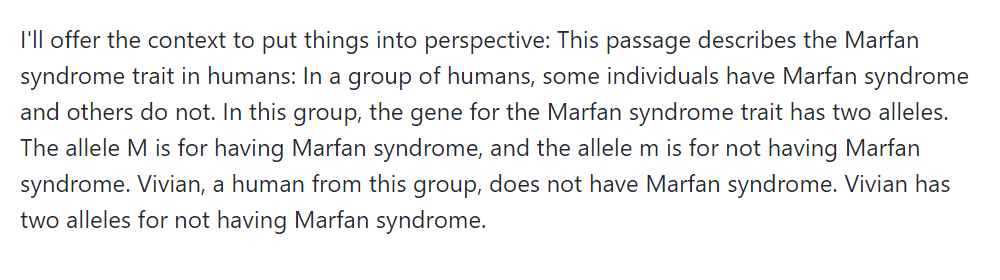 I'll offer the context to put things into perspective: This passage describes the Marfan
syndrome trait in humans: In a group of humans, some individuals have Marfan syndrome
and others do not. In this group, the gene for the Marfan syndrome trait has two alleles.
The allele M is for having Marfan syndrome, and the allele m is for not having Marfan
syndrome. Vivian, a human from this group, does not have Marfan syndrome. Vivian has
two alleles for not having Marfan syndrome.